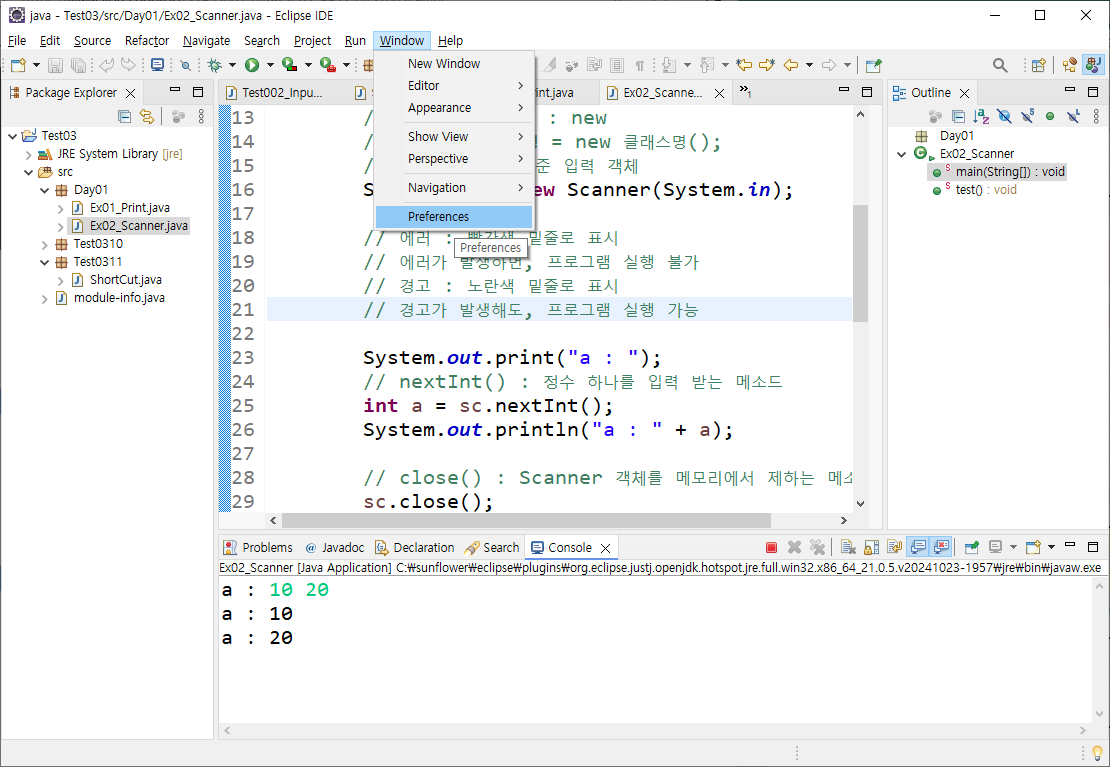 java - Test03/src/Day01/Ex02_Scanner.java - Eclipse IDE
File Edit Source Refactor Navigate Search Project Run Window Help
New Window
Editor
Appearance
Show View
Perspective
Navigation
Preferences
Preferences
Package Explorer
Test03
JRE System Library [jre]
src
Day01
Ex01_Print.java
Ex02_Scanner.java
Test0310
Test0311
ShortCut.java
module-info.java
Test002_Inpu...
int.java
Ex02_Scanne...
»1
13 // : new
14 // = new 클래스명();
15 // 준 입력 객체
16 S ew Scanner(System.in);
17
18 // 에러 : 빨간색 밑줄로 표시
19 // 에러가 발생하면, 프로그램 실행 불가
20 // 경고 : 노란색 밑줄로 표시
21 // 경고가 발생해도, 프로그램 실행 가능
22
23 System.out.print("a : ");
24 // nextInt() : 정수 하나를 입력 받는 메소드
25 int a = sc.nextInt();
26 System.out.println("a : " + a);
27
28 // close() : Scanner 객체를 메모리에서 제하는 메소
29 sc.close();
Outline
Day01
Ex02_Scanner
main(String[]) : void
test() : void
Problems Javadoc Declaration Search Console
Ex02_Scanner [Java Application] C:₩sunflower₩eclipse₩plugins₩org.eclipse.justj.openjdk.hotspot.jre.full.win32.x86_64_21.0.5.v20241023-1957₩jre₩bin₩javaw.exe
a : 10 20
a : 10
a : 20